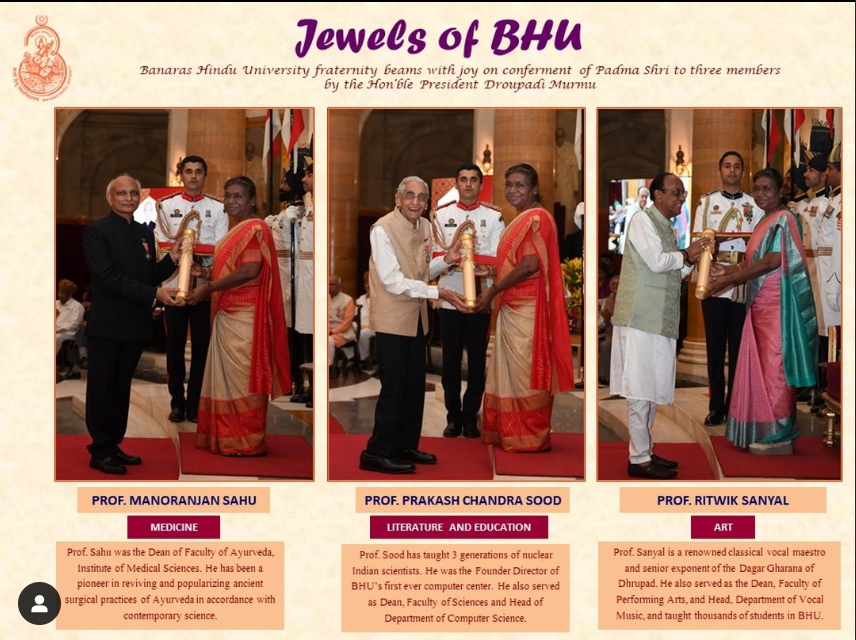 Jewels of BHU
Banaras Hindu University fraternity beams with joy on conferment of Padma Shri to three members
by the Hon'ble President Droupadi Murmu
PROF. MANORANJAN SAHU
MEDICINE
Prof. Sahu was the Dean of Faculty of Ayurveda,
Institute of Medical Sciences. He has been a
pioneer in reviving and popularizing ancient
surgical practices of Ayurveda in accordance with
contemporary science.
PROF. PRAKASH CHANDRA SOOD
LITERATURE AND EDUCATION
Prof. Sood has taught 3 generations of nuclear
Indian scientists. He was the Founder Director of
BHU's first ever computer center. He also served
as Dean, Faculty of Sciences and Head of
Department of Computer Science.
PROF. RITWIK SANYAL
ART
Prof. Sanyal is a renowned classical vocal maestro
and senior exponent of the Dagar Gharana of
Dhrupad. He also served as the Dean, Faculty of
Performing Arts, and Head, Department of Vocal
Music, and taught thousands of students in BHU.